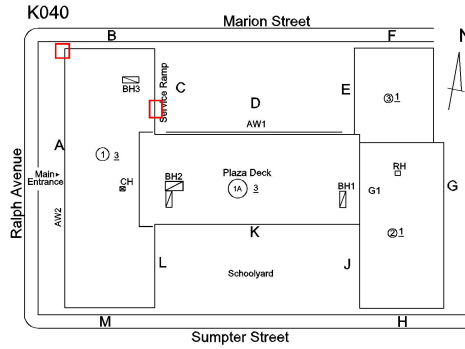 K040
Marion Street
B
F
N
Service Ramp
C
BH3
E
D
③ 1
AW1
A
① 3
Main
Entrance
Ralph Avenue
CH
BH2
Plaza Deck
1A 3
BH1
RH
G1
G
AW2
K
② 1
L
Schoolyard
J
M
H
Sumpter Street